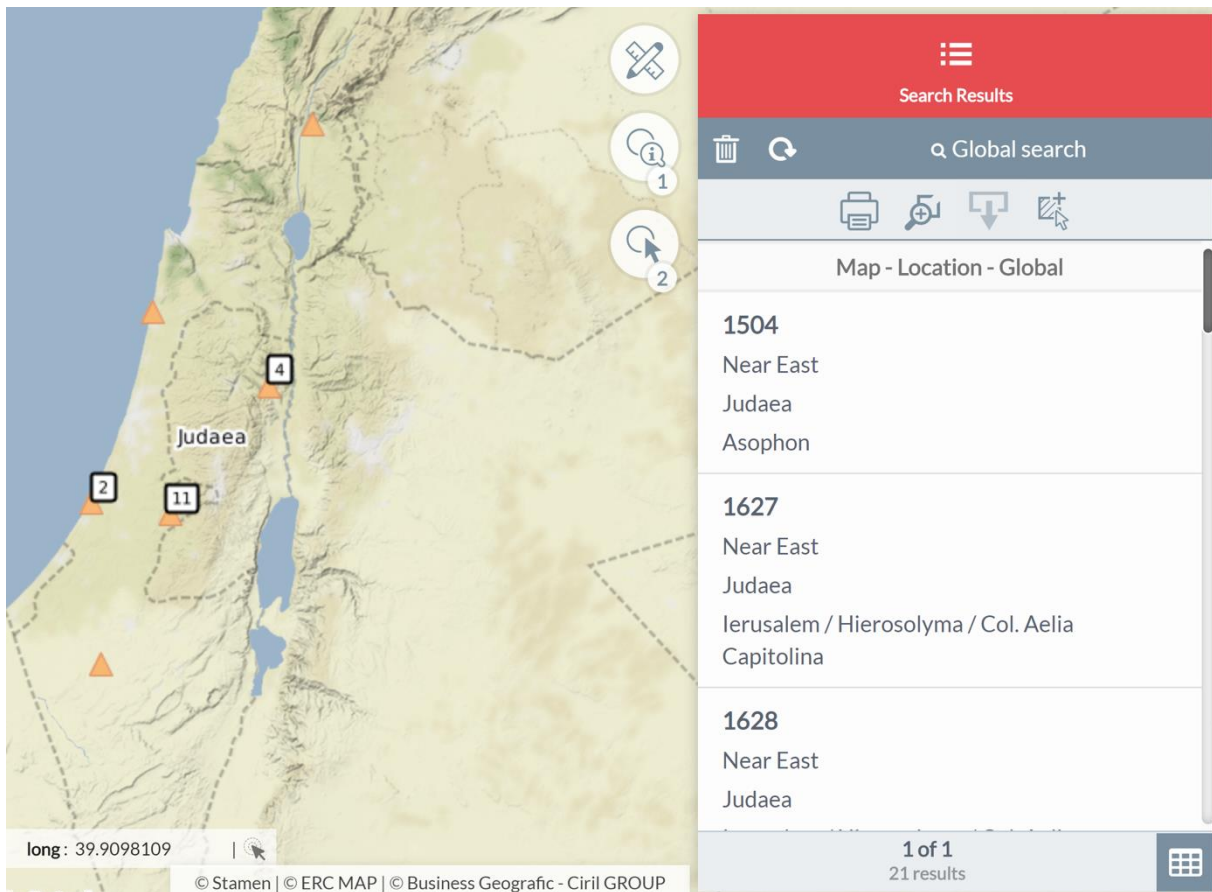 1
2
4
Judaea
2
11
long : 39.9098109 |
© Stamen | © ERC MAP | © Business Geografic - Ciril GROUP
Search Results
Global search
Map - Location - Global
1504
Near East
Judaea
Asophon
1627
Near East
Judaea
Ierusalem / Hierosolyma / Col. Aelia
Capitolina
1628
Near East
Judaea
1 of 1
21 results